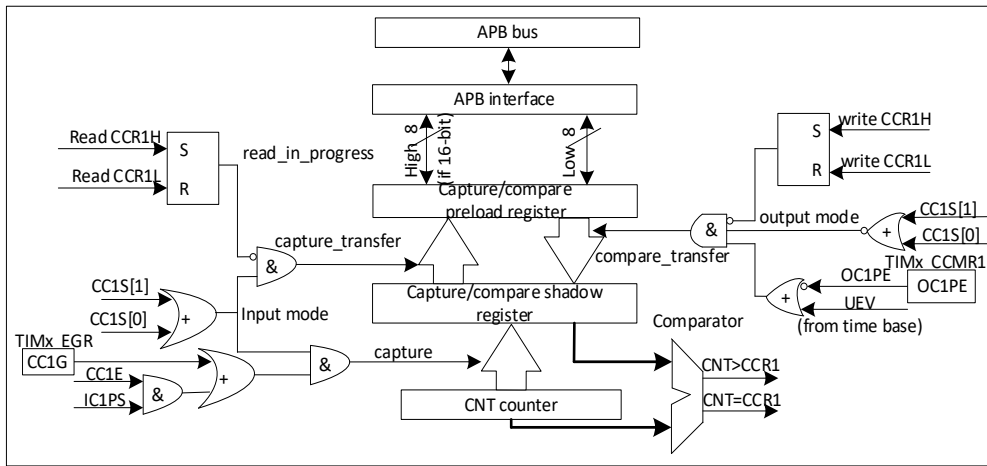 APB bus
APB interface
High 8
(if 16-bit)
Low 8
Read CCR1H
Read CCR1L
S
R
read_in_progress
write CCR1H
write CCR1L
S
R
Capture/compare
preload register
CC1S[1]
CC1S[0]
output mode
+
&
compare_transfer
capture_transfer
&
TIMx_CCMR1
OC1PE
OC1PE
UEV
(from time base)
+
CC1S[1]
CC1S[0]
+
Input mode
Capture/compare shadow
register
Comparator
TIMx_EGR
CC1G
CC1E
IC1PS
&
+
&
capture
CNT counter
CNT>CCR1
CNT=CCR1